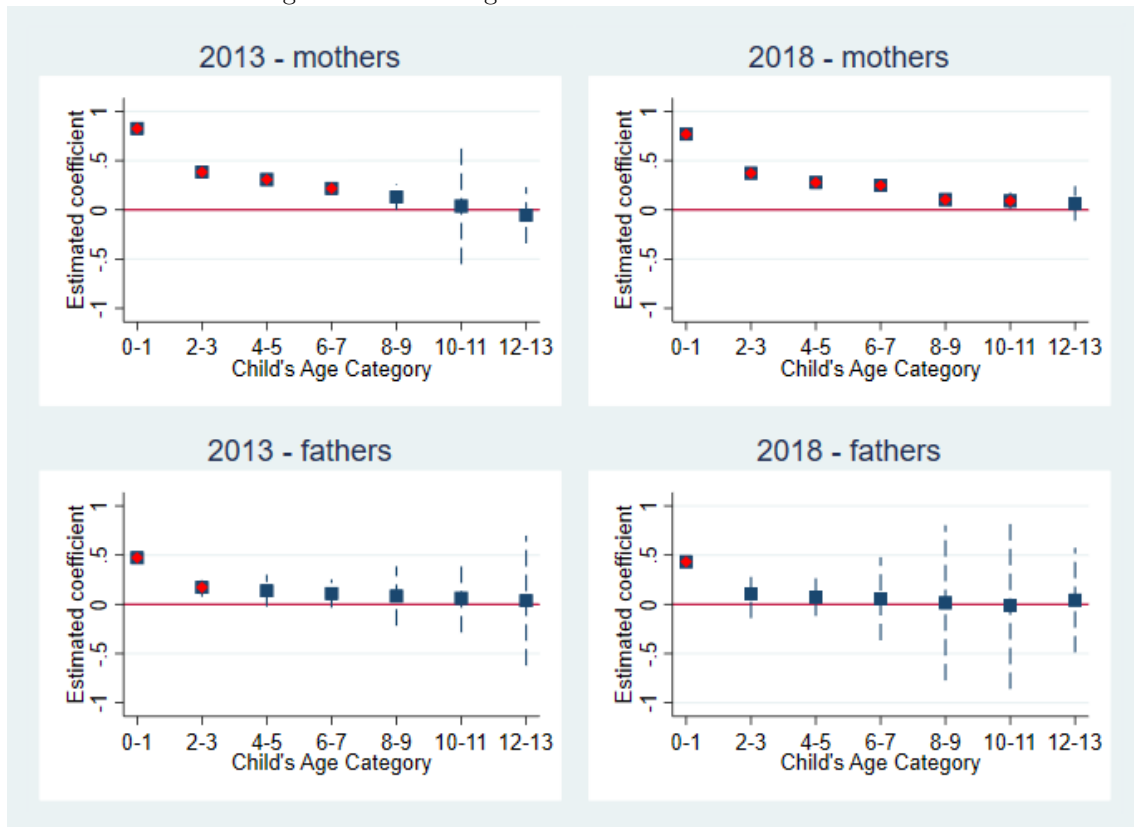 2013 - mothers
Estimated coefficient
1
.5
0
-.5
-1
0-1 2-3 4-5 6-7 8-9 10-11 12-13
Child's Age Category
2018 - mothers
Estimated coefficient
1
.5
0
-.5
-1
0-1 2-3 4-5 6-7 8-9 10-11 12-13
Child's Age Category
2013 - fathers
Estimated coefficient
1
.5
0
-.5
-1
0-1 2-3 4-5 6-7 8-9 10-11 12-13
Child's Age Category
2018 - fathers
Estimated coefficient
1
.5
0
-.5
-1
0-1 2-3 4-5 6-7 8-9 10-11 12-13
Child's Age Category